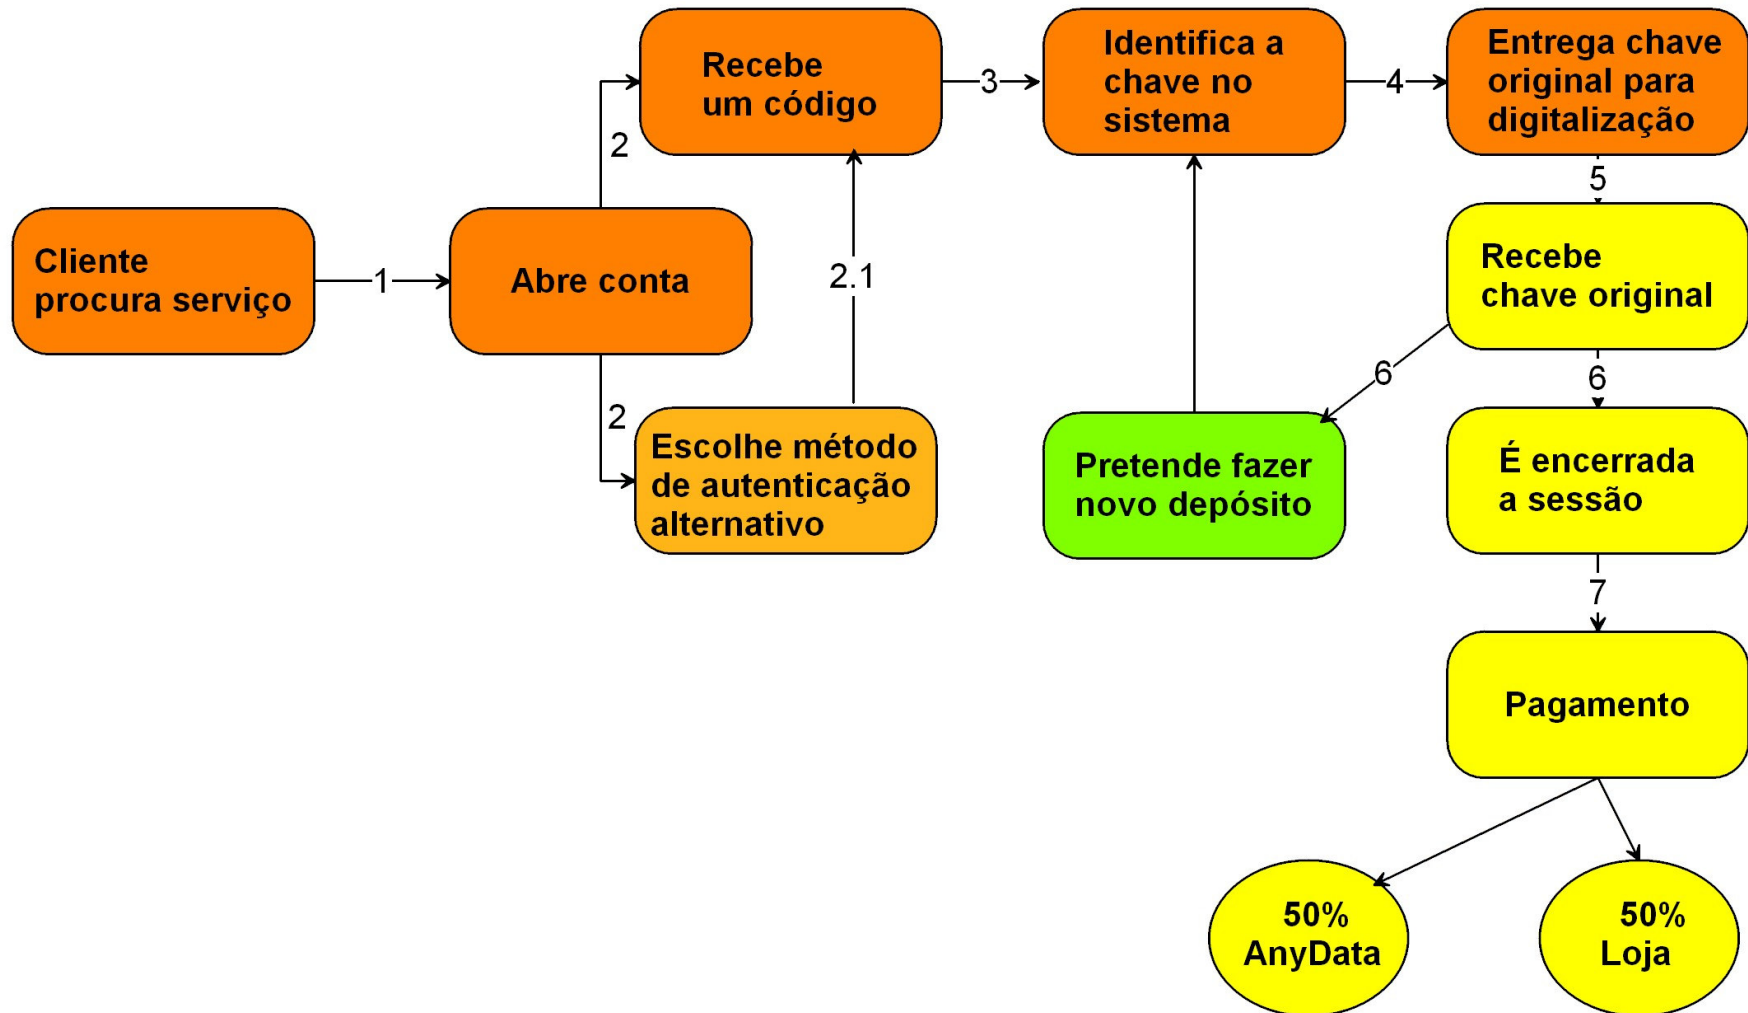 Recebe
um código
3
Identifica a
chave no
sistema
4
Entrega chave
original para
digitalização
2
5
Cliente
procura serviço
1
Abre conta
2.1
Recebe
chave original
6
6
2
Escolhe método
de autenticação
alternativo
Pretende fazer
novo depósito
É encerrada
a sessão
7
Pagamento
50%
AnyData
50%
Loja